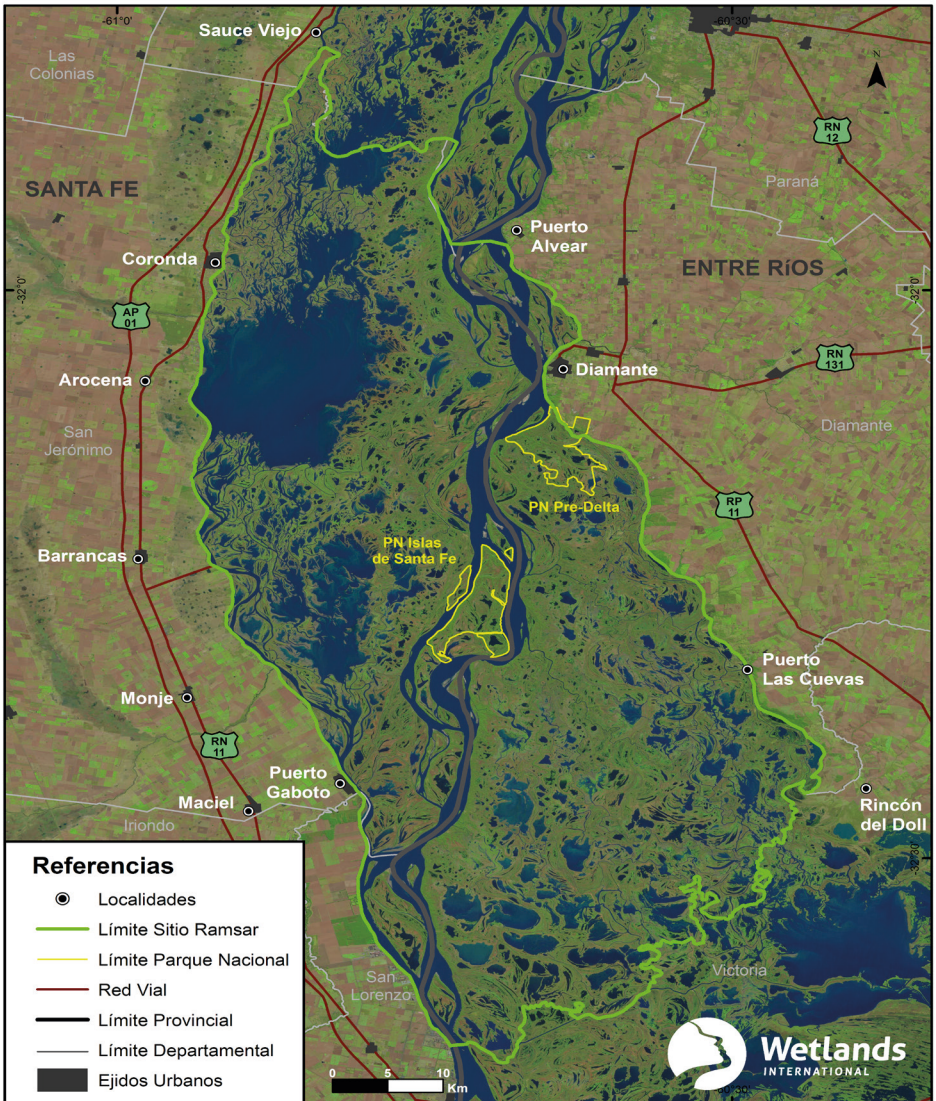 -61°0'
-60°30'
Sauce Viejo
Las
Colonias
N
RN
12
SANTA FE
Paraná
Puerto
Alvear
Coronda
ENTRE RÍOS
-32°0'
-32°0'
AP
01
RN
131
Arocena
Diamante
San
Jerónimo
Diamante
PN Pre-Delta
RP
11
PN Islas
de Santa Fe
Barrancas
Puerto
Las Cuevas
Monje
RN
11
Puerto
Gaboto
Maciel
Rincón
del Doll
Iriondo
-32°30'
Referencias
Localidades
Límite Sitio Ramsar
Límite Parque Nacional
Red Vial
Límite Provincial
Límite Departamental
Ejidos Urbanos
San
Lorenzo
Victoria
0 5 10
Km
Wetlands
INTERNATIONAL